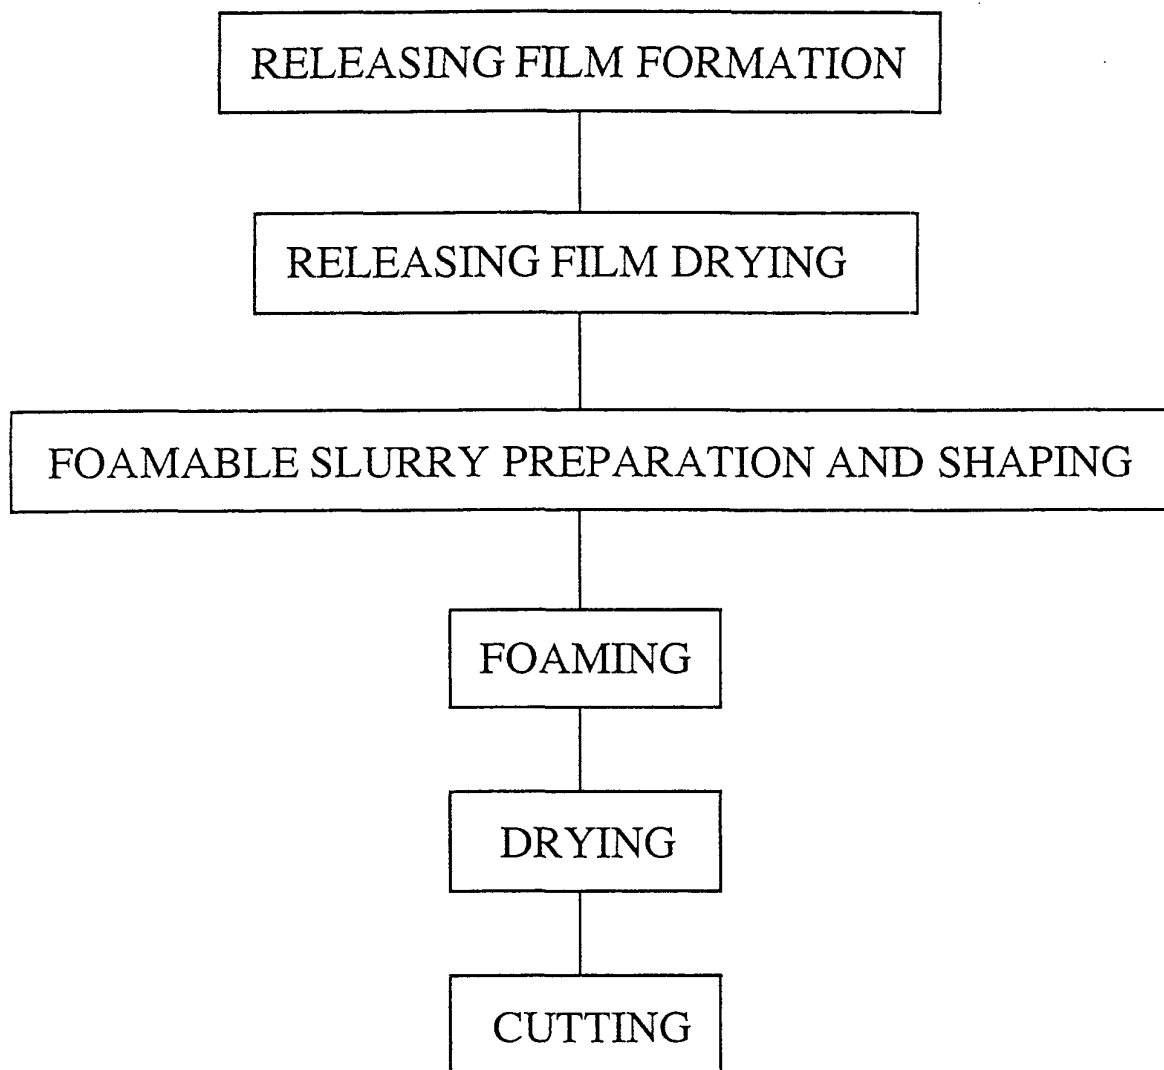 RELEASING FILM FORMATION
RELEASING FILM DRYING
FOAMABLE SLURRY PREPARATION AND SHAPING
FOAMING
DRYING
CUTTING